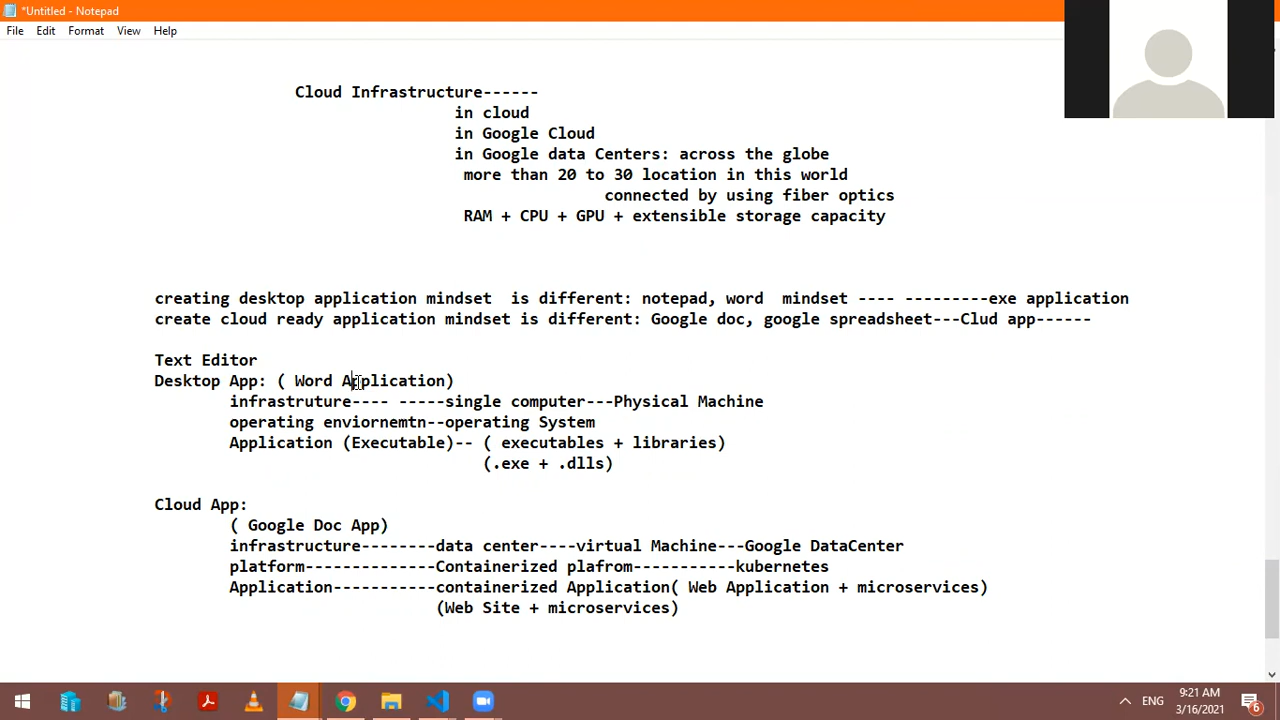 *Untitled - Notepad
File Edit Format View Help
Cloud Infrastructure------
in cloud
in Google Cloud
in Google data Centers: across the globe
more than 20 to 30 location in this world
connected by using fiber optics
RAM + CPU + GPU + extensible storage capacity
creating desktop application mindset  is different: notepad, word  mindset ---- ---------exe application
create cloud ready application mindset is different: Google doc, google spreadsheet---Clud app------
Text Editor
Desktop App: ( Word Application)
infrastruture---- -----single computer---Physical Machine
operating enviornemtn--operating System
Application (Executable)-- ( executables + libraries)
(.exe + .dlls)
Cloud App:
( Google Doc App)
infrastructure--------data center----virtual Machine---Google DataCenter
platform--------------Containerized plafrom-----------kubernetes
Application-----------containerized Application( Web Application + microservices)
(Web Site + microservices)
ENG
9:21 AM
3/16/2021
6